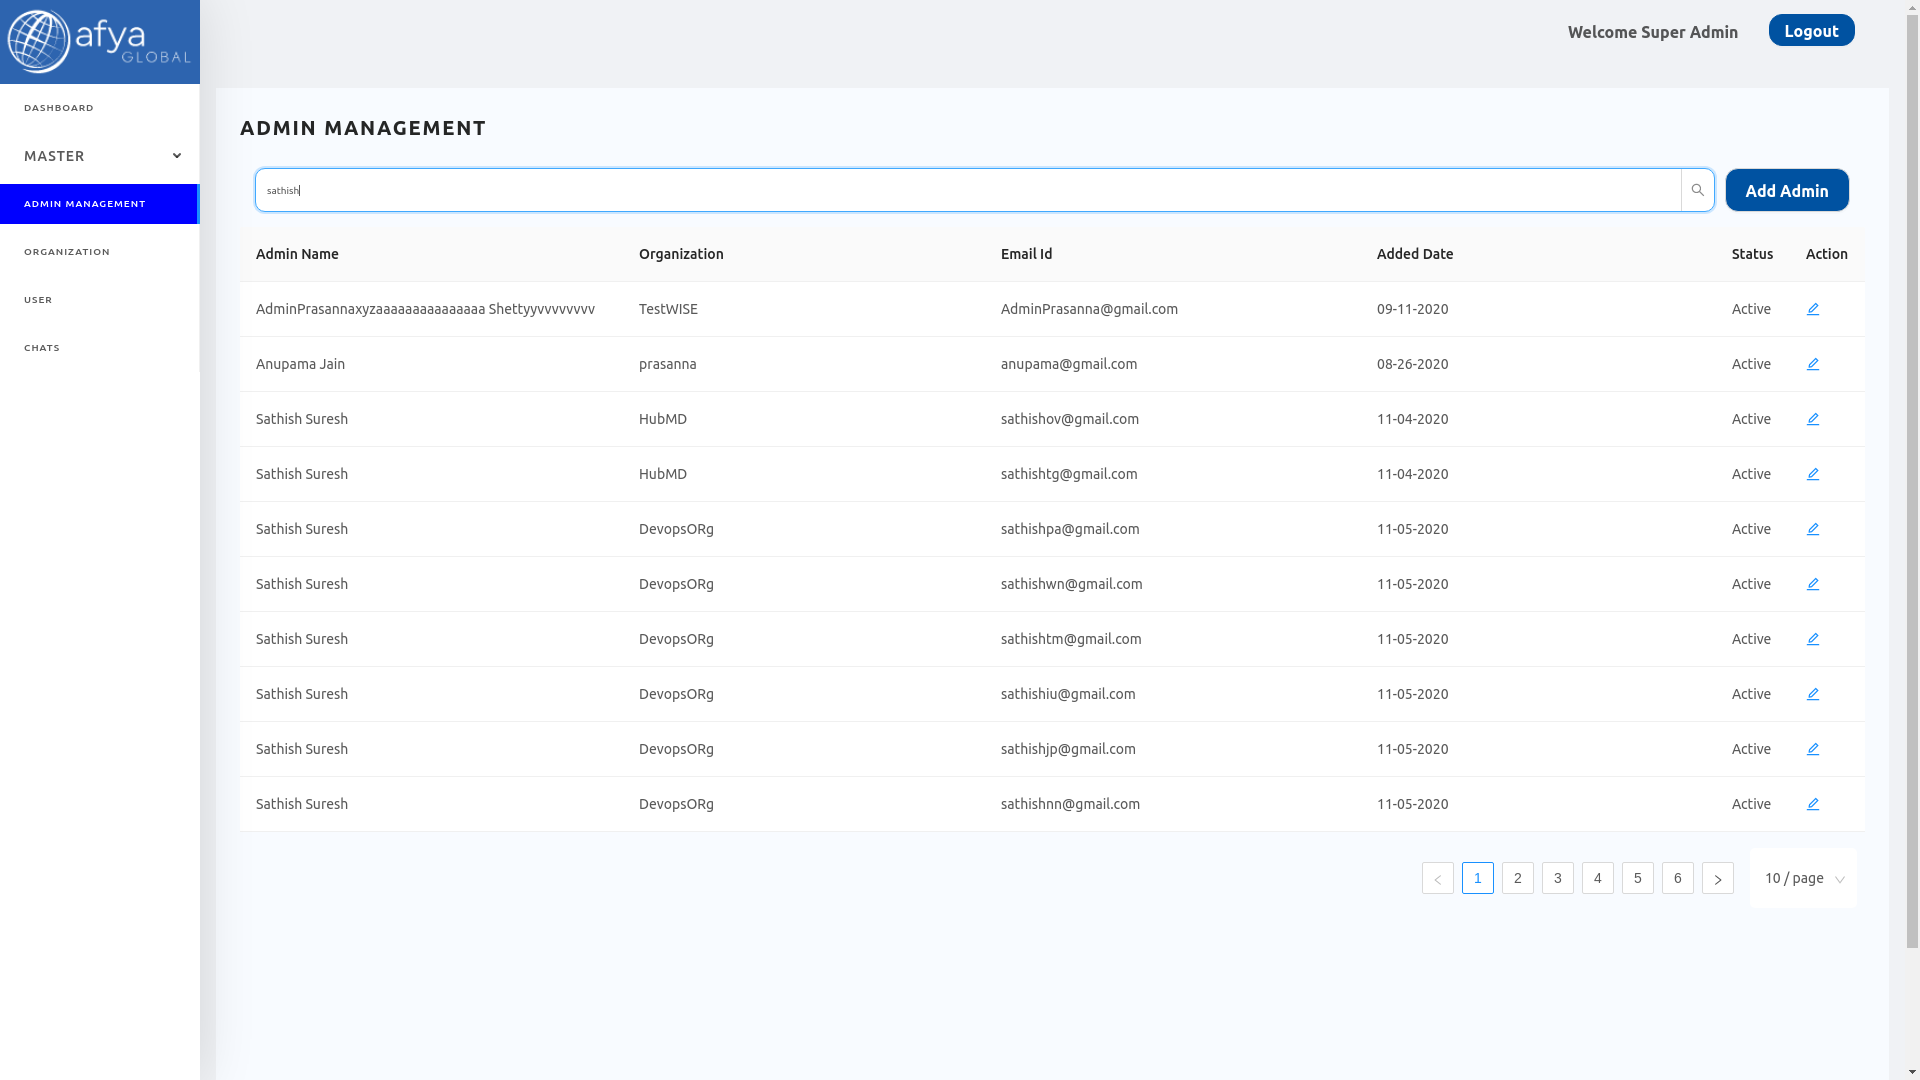 afya
GLOBAL
Welcome Super Admin
Logout
DASHBOARD
MASTER
ADMIN MANAGEMENT
ORGANIZATION
USER
CHATS
ADMIN MANAGEMENT
sathish
Add Admin
Admin Name Organization Email Id Added Date Status Action
AdminPrasannaxyzaaaaaaaaaaaaaaa Shettyyvvvvvvvvv TestWISE AdminPrasanna@gmail.com 09-11-2020 Active
Anupama Jain prasanna anupama@gmail.com 08-26-2020 Active
Sathish Suresh HubMD sathishov@gmail.com 11-04-2020 Active
Sathish Suresh HubMD sathishtg@gmail.com 11-04-2020 Active
Sathish Suresh DevopsORg sathishpa@gmail.com 11-05-2020 Active
Sathish Suresh DevopsORg sathishwn@gmail.com 11-05-2020 Active
Sathish Suresh DevopsORg sathishtm@gmail.com 11-05-2020 Active
Sathish Suresh DevopsORg sathishiu@gmail.com 11-05-2020 Active
Sathish Suresh DevopsORg sathishjp@gmail.com 11-05-2020 Active
Sathish Suresh DevopsORg sathishnn@gmail.com 11-05-2020 Active
< 1 2 3 4 5 6 > 10 / page